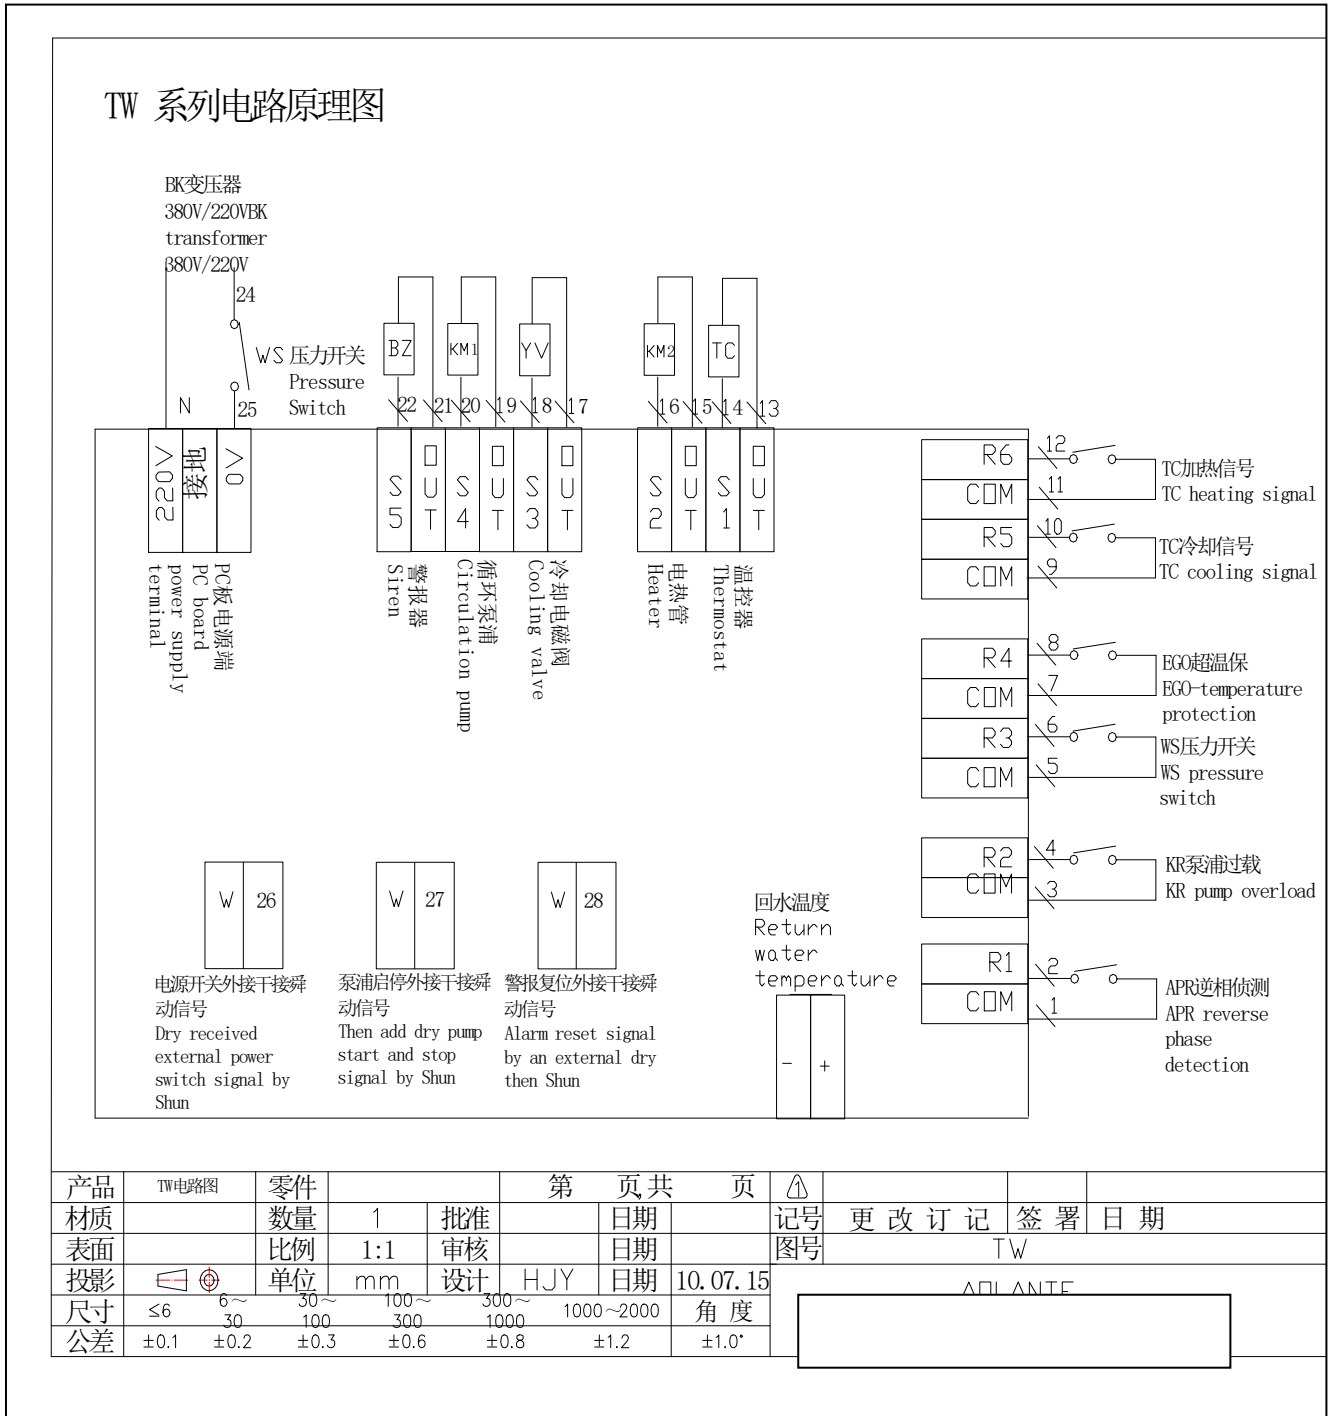 TW 系列电路原理图
BK变压器
380V/220VBK
transformer
380V/220V
24
WS 压力开关
Pressure
Switch
N
25
BZ
KM1
YV
KM2
TC
22
21
20
19
18
17
16
15
14
13
220V
接地
0V
S5
OUT
S4
OUT
S3
OUT
S2
OUT
S1
OUT
PC板电源端
PC board
power supply
terminal
警报器
Siren
循环泵浦
Circulation pump
冷却电磁阀
Cooling valve
电热管
Heater
温控器
Thermostat
R6
12
COM
11
TC加热信号
TC heating signal
R5
10
COM
9
TC冷却信号
TC cooling signal
R4
8
COM
7
EGO超温保
EGO-temperature
protection
R3
6
COM
5
WS压力开关
WS pressure
switch
R2
4
COM
3
KR泵浦过载
KR pump overload
R1
2
COM
1
APR逆相侦测
APR reverse
phase
detection
W 26
电源开关外接干接舜
动信号
Dry received
external power
switch signal by
Shun
W 27
泵浦启停外接干接舜
动信号
Then add dry pump
start and stop
signal by Shun
W 28
警报复位外接干接舜
动信号
Alarm reset signal
by an external dry
then Shun
回水温度
Return
water
temperature
- +
产品 TW电路图 零件 第 页,共 页 1
材质 数量 1 批准 日期 记号 更改订记 签署 日期
表面 比例 1:1 审核 日期 图号 TW
投影 单位 mm 设计 HJY 日期 10.07.15
尺寸 ≤6 6~30 30~100 100~300 300~1000 1000~2000 角度
公差 ±0.1 ±0.2 ±0.3 ±0.6 ±0.8 ±1.2 ±1.0°